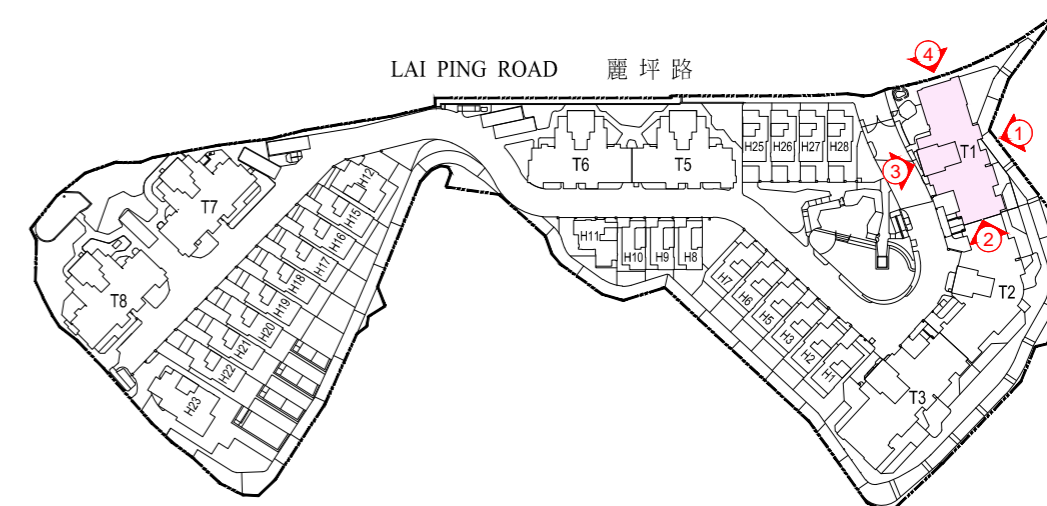 LAI PING ROAD 麗坪路
4
1
T1
3
2
T2
T3
T6
T5
H25
H26
H27
H28
T7
T8
H12
H15
H16
H17
H18
H19
H20
H21
H22
H23
H11
H10
H9
H8
H7
H6
H5
H3
H2
H1